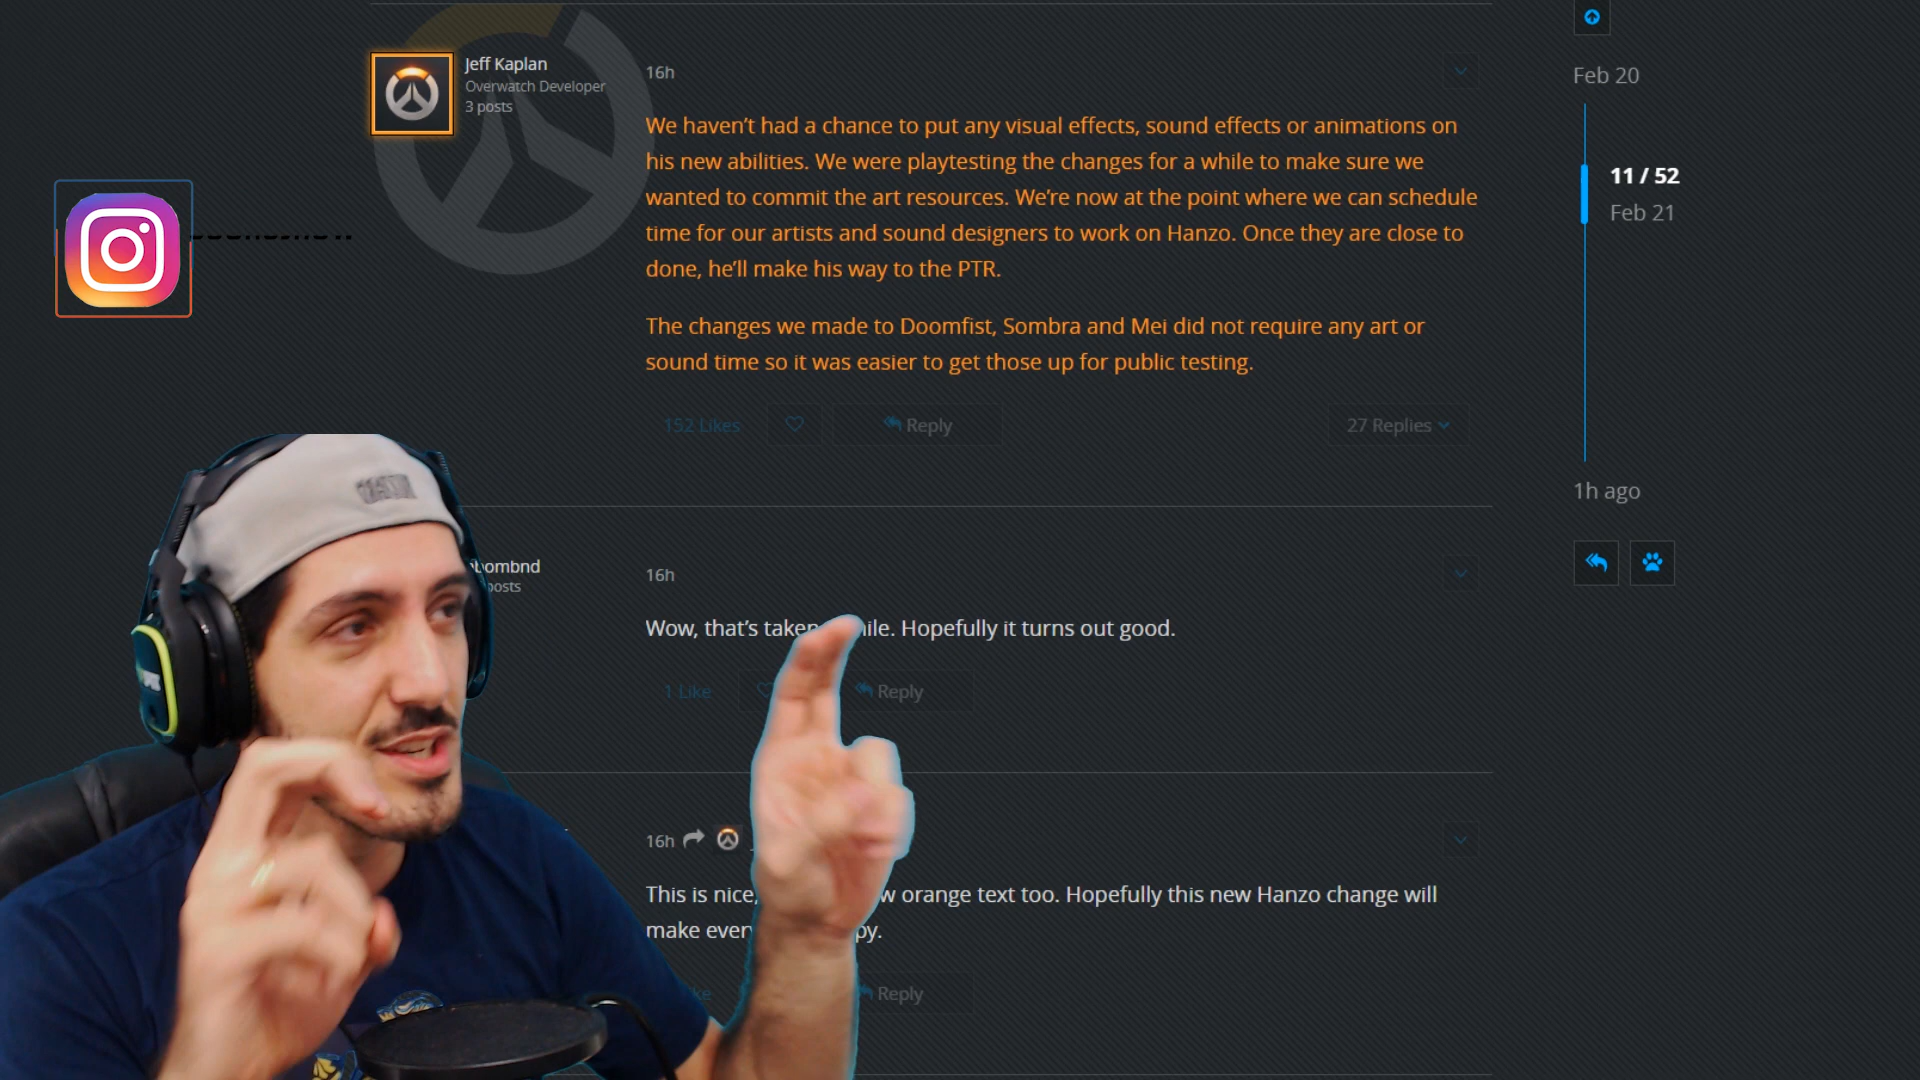 Feb 20
Jeff Kaplan
Overwatch Developer
3 posts
16h
We haven't had a chance to put any visual effects, sound effects or animations on
his new abilities. We were playtesting the changes for a while to make sure we
wanted to commit the art resources. We're now at the point where we can schedule
time for our artists and sound designers to work on Hanzo. Once they are close to
done, he'll make his way to the PTR.
The changes we made to Doomfist, Sombra and Mei did not require any art or
sound time so it was easier to get those up for public testing.
152 Likes
Reply
27 Replies
11 / 52
Feb 21
1h ago
posts
16h
Wow, that's taken Hopefully it turns out good.
1 Like
Reply
16h
This is nice, orange text too. Hopefully this new Hanzo change will
make
Reply